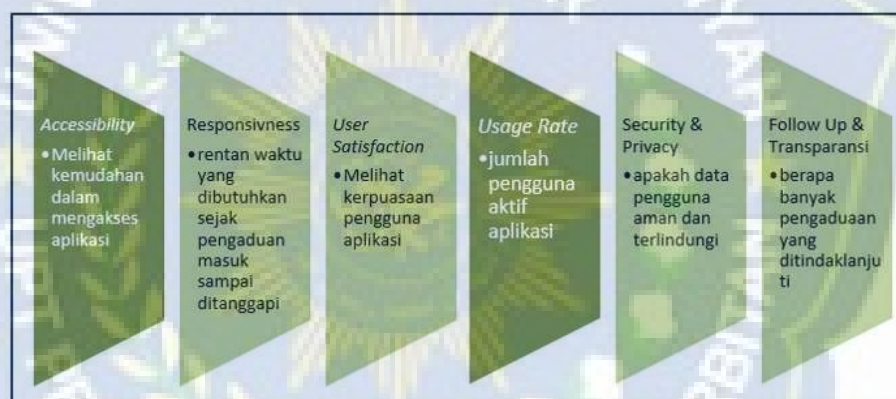 Accessibility
•Melihat
kemudahan
dalam
mengakses
aplikasi
Responsivness
•rentan waktu
yang
dibutuhkan
sejak
pengaduan
masuk
sampai
ditanggapi
User
Satisfaction
•Melihat
kerpuasaan
pengguna
aplikasi
Usage Rate
•jumlah
pengguna
aktif
aplikasi
Security &
Privacy
•apakah data
pengguna
aman dan
terlindungi
Follow Up &
Transparansi
•berapa
banyak
pengaduaan
yang
ditindaklanju
ti